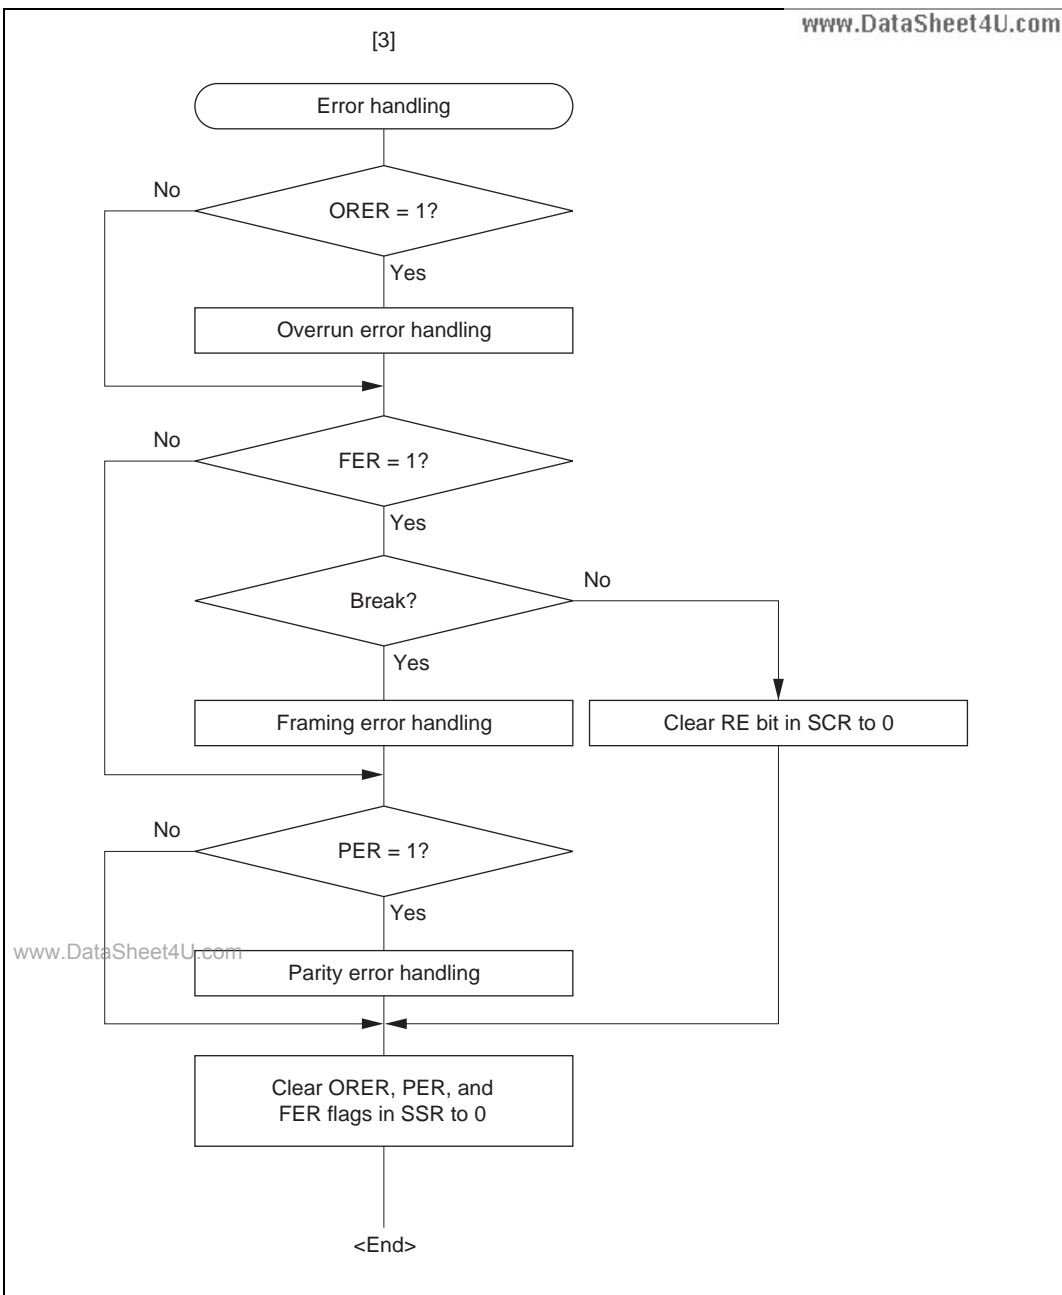 www.DataSheet4U.com
[3]
Error handling
No
ORER = 1?
Yes
Overrun error handling
No
FER = 1?
Yes
Break?
No
Yes
Framing error handling
Clear RE bit in SCR to 0
No
PER = 1?
Yes
www.DataSheet4U.com
Parity error handling
Clear ORER, PER, and
FER flags in SSR to 0
<End>